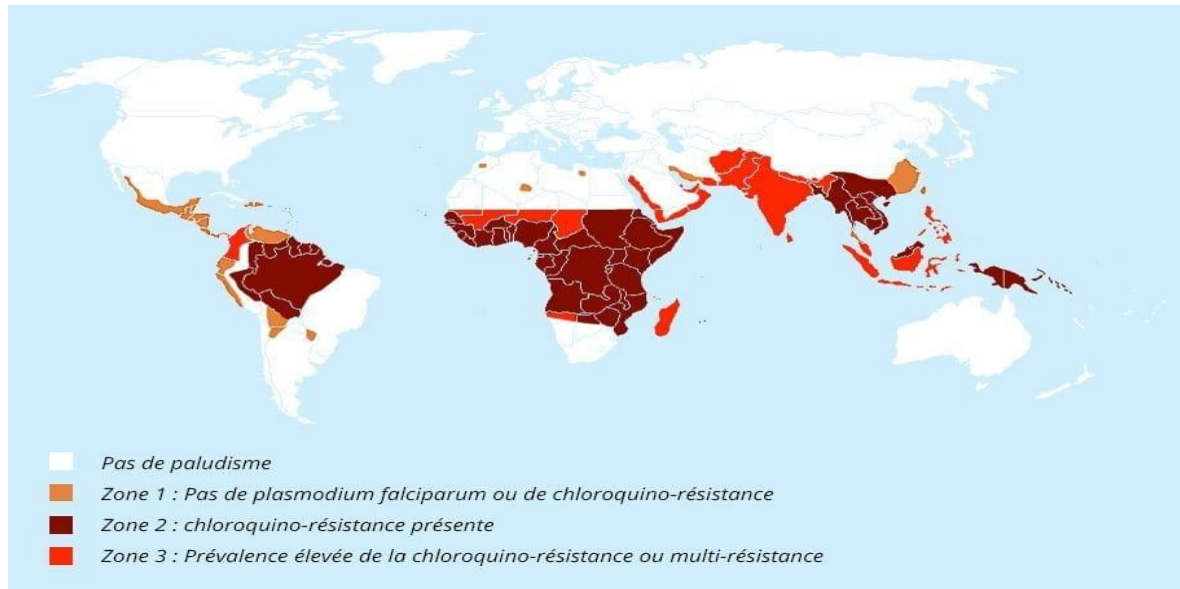 Pas de paludisme
Zone 1 : Pas de plasmodium falciparum ou de chloroquino-résistance
Zone 2 : chloroquino-résistance présente
Zone 3 : Prévalence élevée de la chloroquino-résistance ou multi-résistance